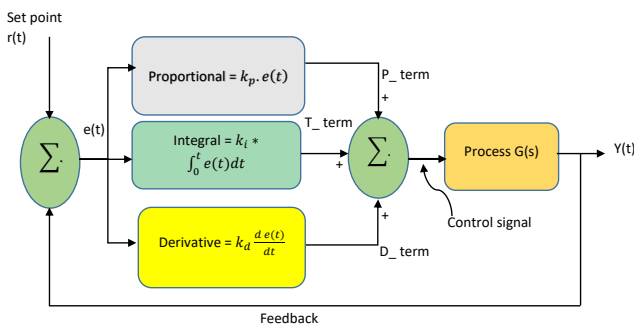 Set point
r(t)
Proportional = k_p. e(t)
P_ term
+
e(t)
T_ term
Integral = k_i *
∫_0^t e(t)dt
+
Σ.
Σ.
Process G(s)
Y(t)
+
Control signal
Derivative = k_d \frac{d e(t)}{dt}
D_ term
Feedback